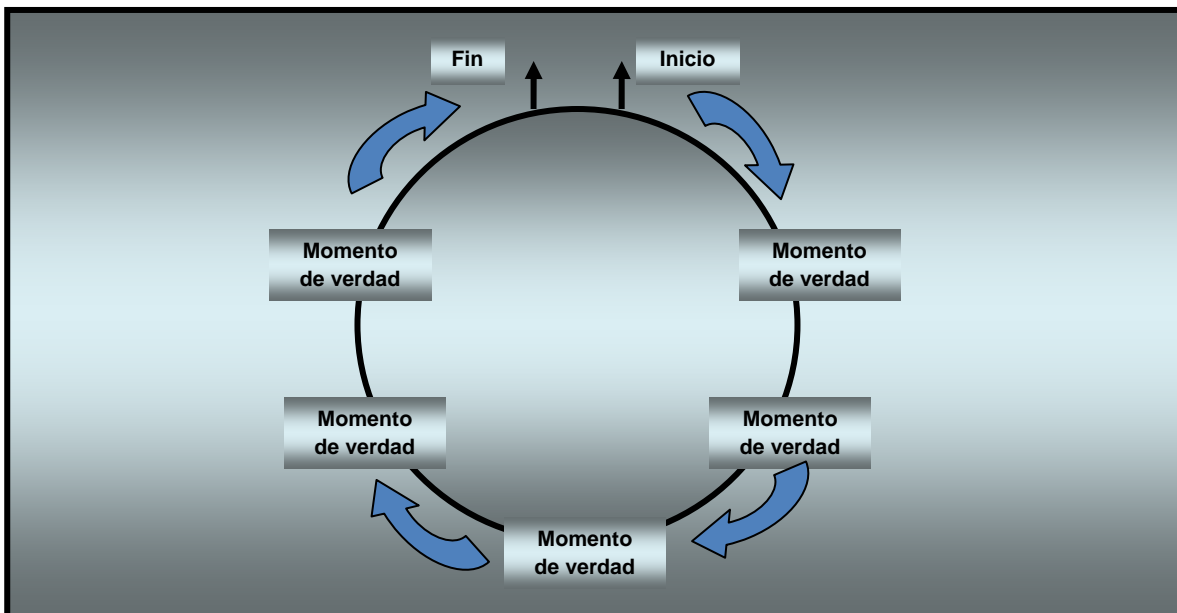 Fin
Inicio
Momento
de verdad
Momento
de verdad
Momento
de verdad
Momento
de verdad
Momento
de verdad